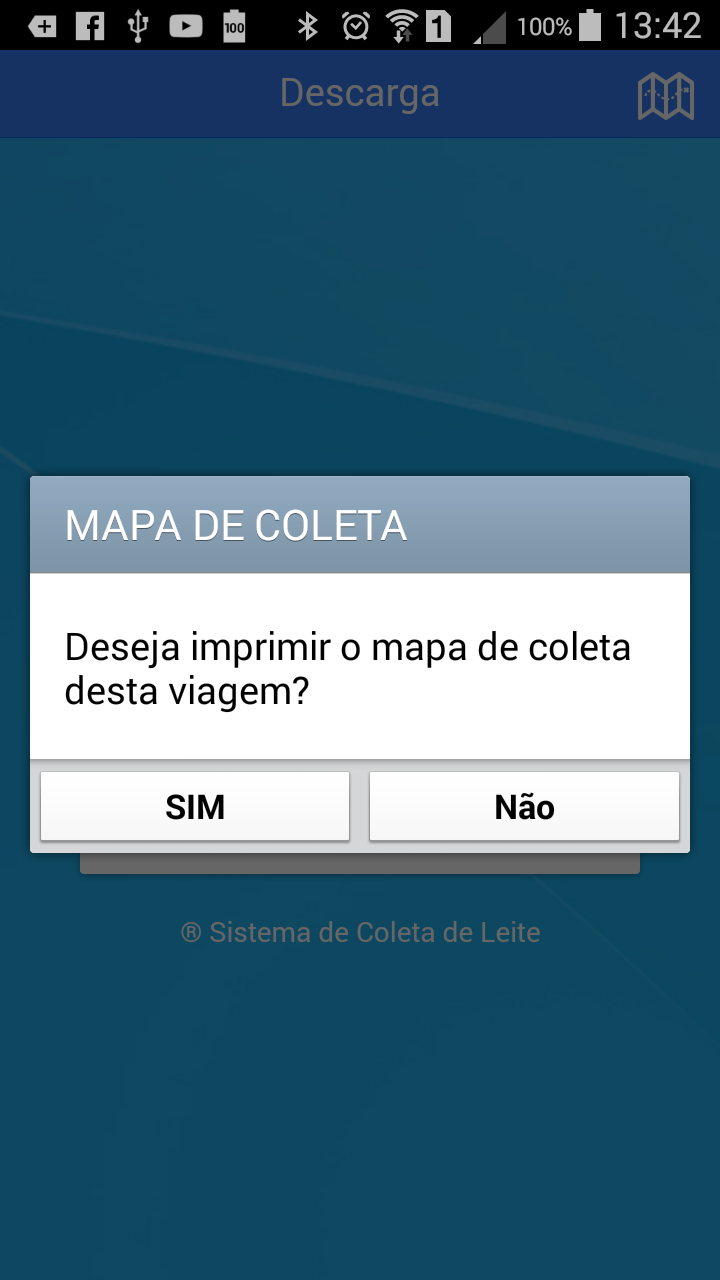 100
1
100%
13:42
Descarga
MAPA DE COLETA
Deseja imprimir o mapa de coleta
desta viagem?
SIM
Não
® Sistema de Coleta de Leite